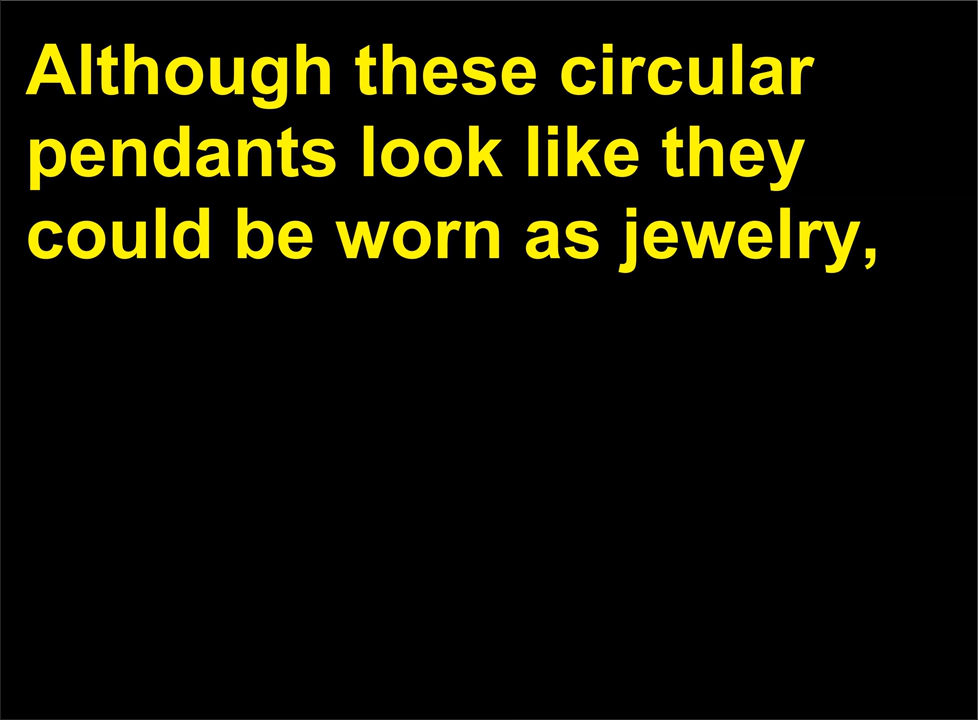 Although these circular
pendants look like they
could be worn as jewelry,